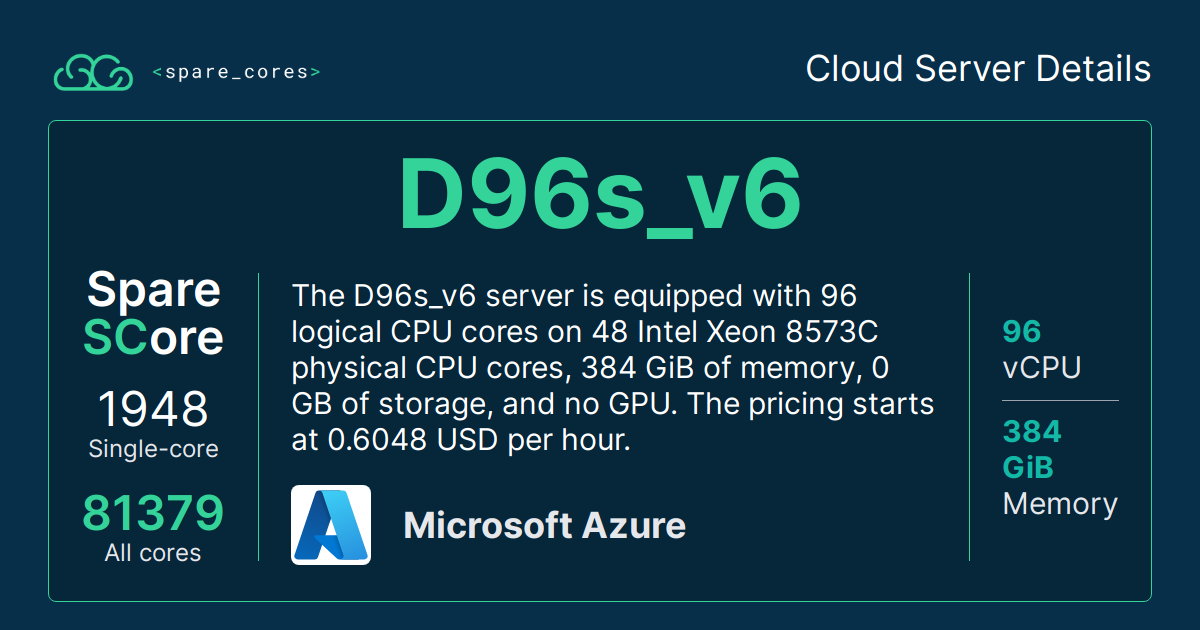 <spare_cores>
Cloud Server Details
D96s_v6
Spare
SCore
1948
Single-core
81379
All cores
The D96s_v6 server is equipped with 96
logical CPU cores on 48 Intel Xeon 8573C
physical CPU cores, 384 GiB of memory, 0
GB of storage, and no GPU. The pricing starts
at 0.6048 USD per hour.
Microsoft Azure
96
vCPU
384
GiB
Memory